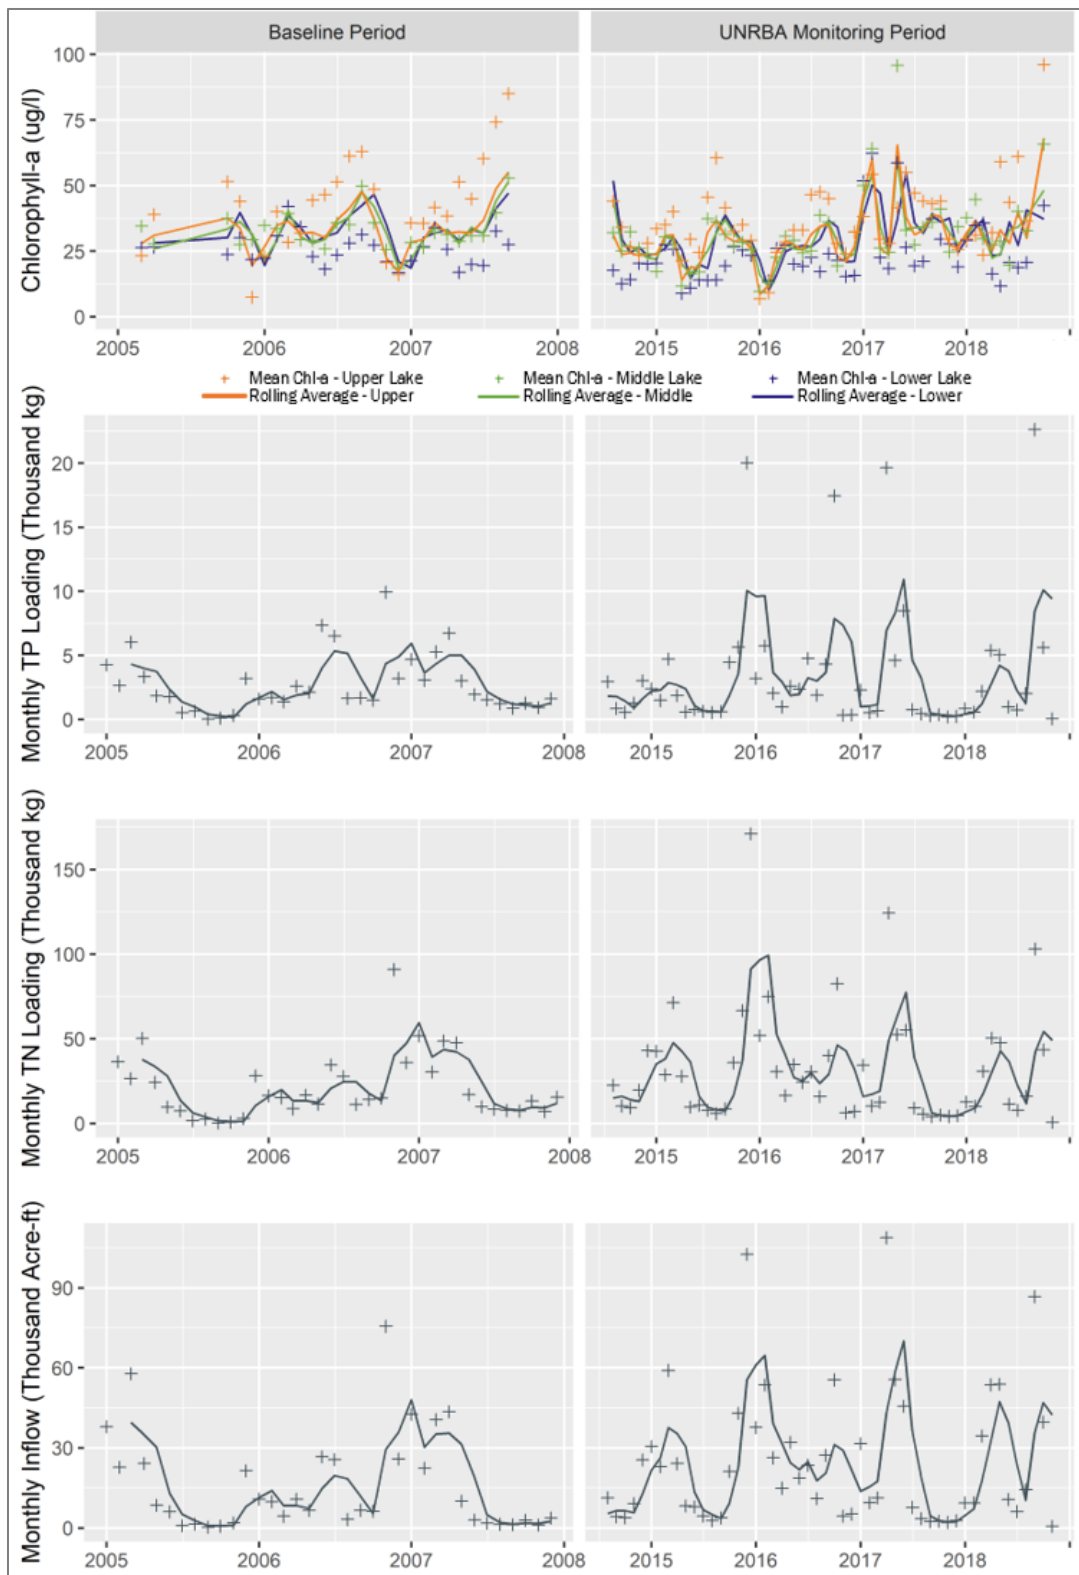 Baseline Period UNRBA Monitoring Period
Chlorophyll-a (ug/l)
100
75
50
25
0
2005 2006 2007 2008 2015 2016 2017 2018
Mean Chl-a - Upper Lake Mean Chl-a - Middle Lake Mean Chl-a - Lower Lake
Rolling Average - Upper Rolling Average - Middle Rolling Average - Lower
Monthly TP Loading (Thousand kg)
20
15
10
5
0
2005 2006 2007 2008 2015 2016 2017 2018
Monthly TN Loading (Thousand kg)
150
100
50
0
2005 2006 2007 2008 2015 2016 2017 2018
Monthly Inflow (Thousand Acre-ft)
90
60
30
0
2005 2006 2007 2008 2015 2016 2017 2018